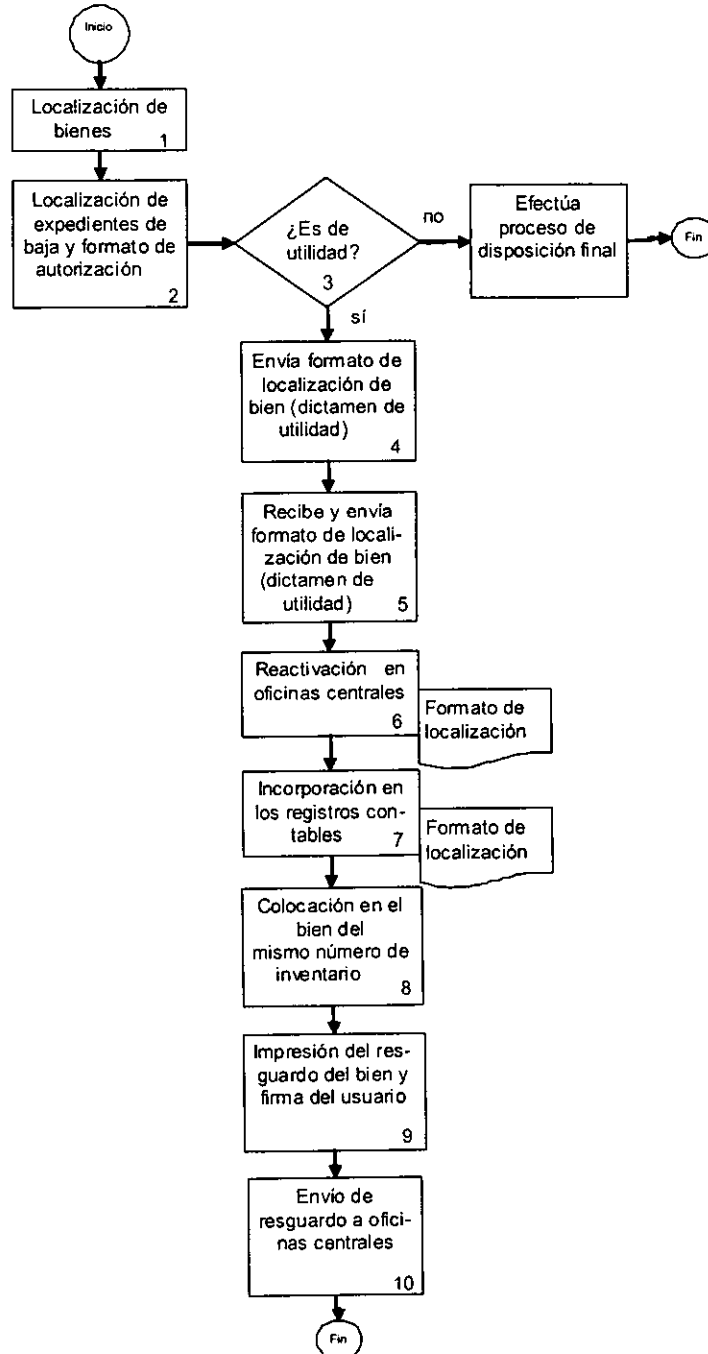 Inicio
Localización de
bienes
1
Localización de
expedientes de
baja y formato de
autorización
2
¿Es de
utilidad?
3
no
Efectúa
proceso de
disposición final
Fin
sí
Envía formato de
localización de
bien (dictamen de
utilidad)
4
Recibe y envía
formato de locali-
zación de bien
(dictamen de
utilidad)
5
Reactivación en
oficinas centrales
6
Formato de
localización
Incorporación en
los registros con-
tables
7
Formato de
localización
Colocación en el
bien del
mismo número de
inventario
8
Impresión del res-
guardo del bien y
firma del usuario
9
Envío de
resguardo a ofici-
nas centrales
10
Fin